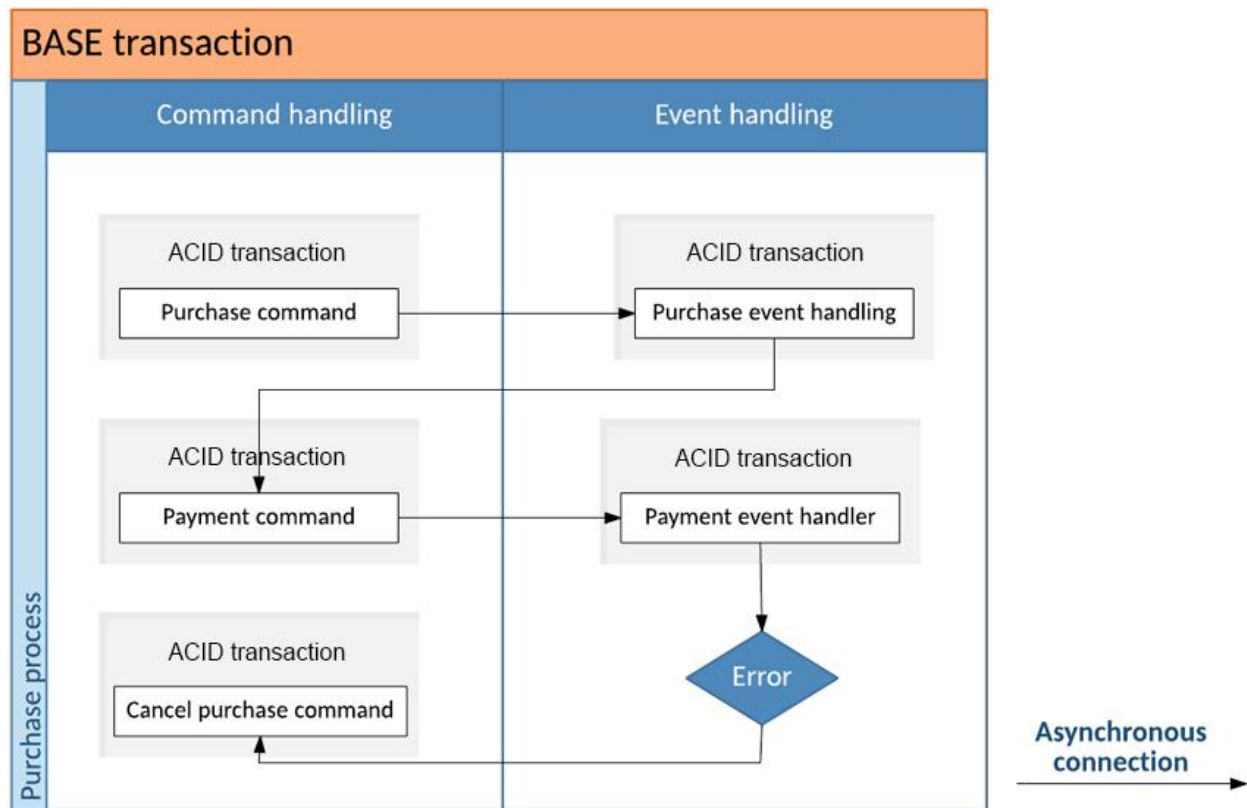 BASE transaction
Command handling
Event handling
Purchase process
ACID transaction
Purchase command
ACID transaction
Purchase event handling
ACID transaction
Payment command
ACID transaction
Payment event handler
ACID transaction
Cancel purchase command
Error
Asynchronous
connection